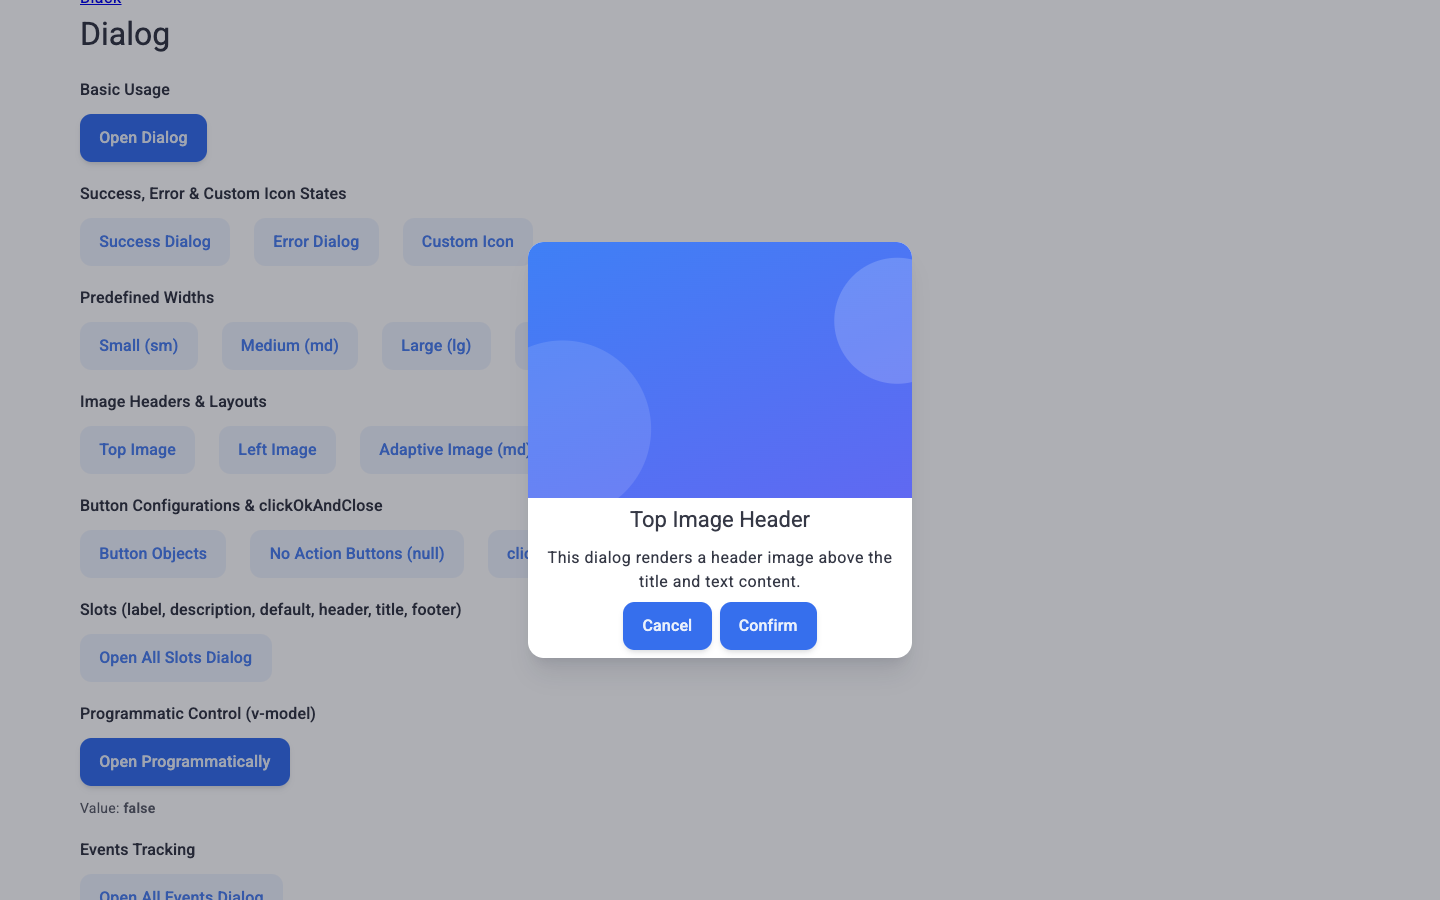 Black
Dialog
Basic Usage
Open Dialog
Success, Error & Custom Icon States
Success Dialog
Error Dialog
Custom Icon
Predefined Widths
Small (sm)
Medium (md)
Large (lg)
Image Headers & Layouts
Top Image
Left Image
Adaptive Image (md)
Button Configurations & clickOkAndClose
Button Objects
No Action Buttons (null)
Slots (label, description, default, header, title, footer)
Open All Slots Dialog
Programmatic Control (v-model)
Open Programmatically
Value: false
Events Tracking
Open All Events Dialog
Top Image Header
This dialog renders a header image above the
title and text content.
Cancel
Confirm